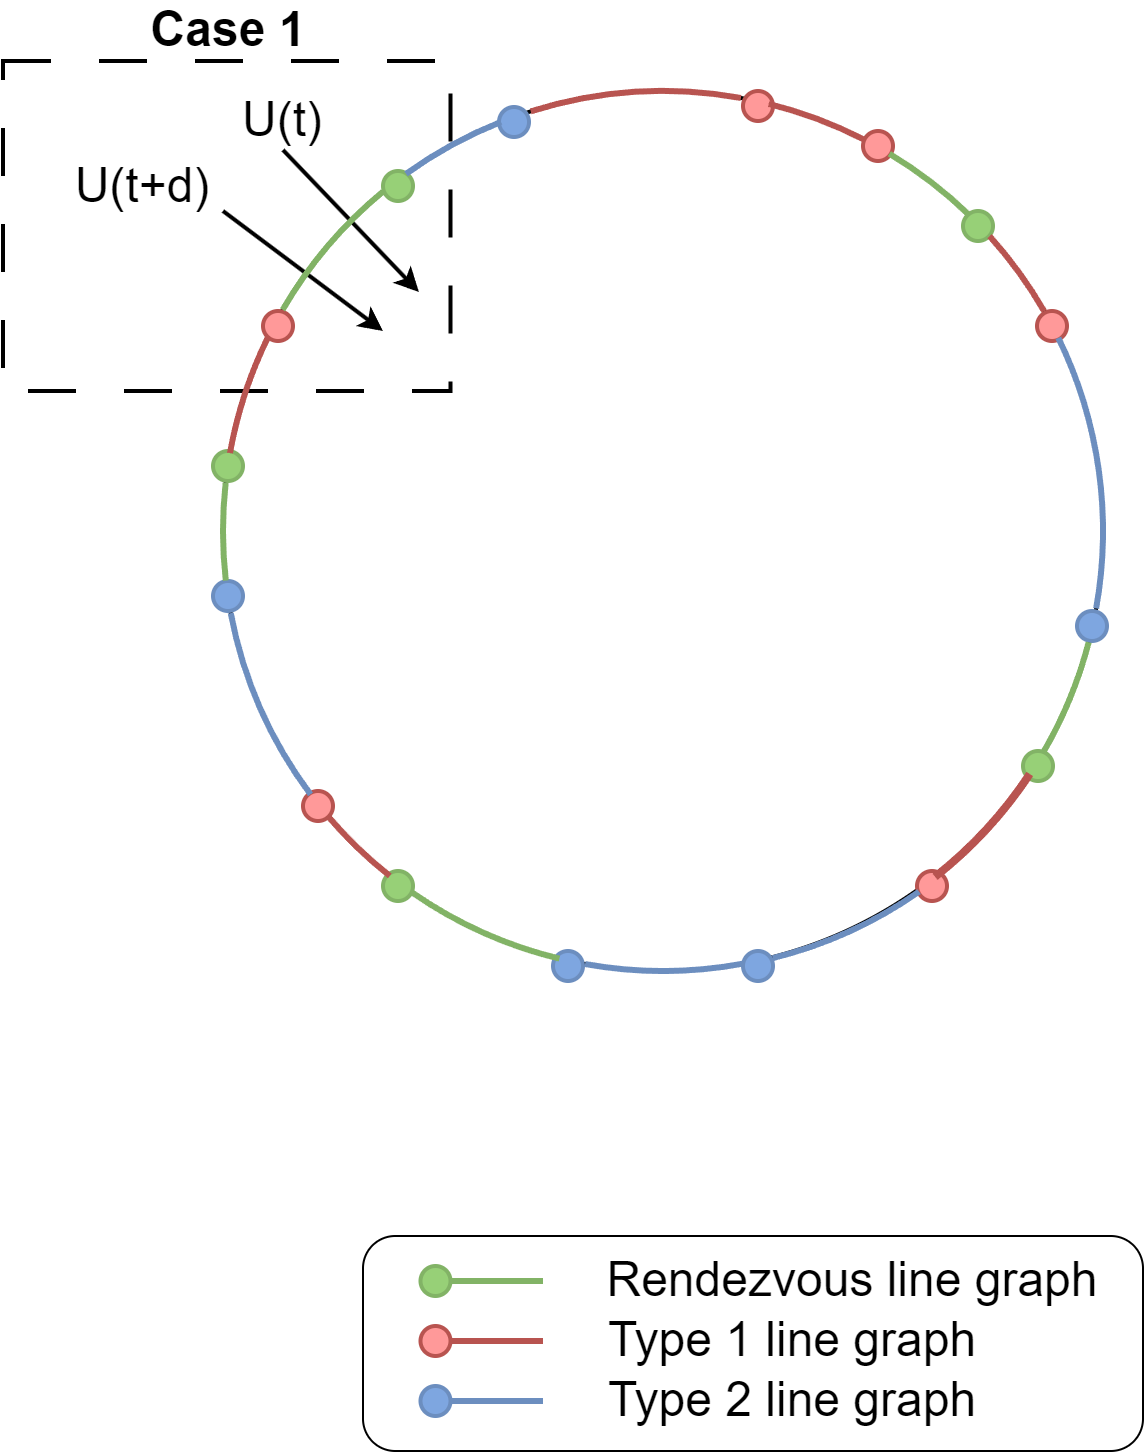 Case 1
U(t)
U(t+d)
Rendezvous line graph
Type 1 line graph
Type 2 line graph